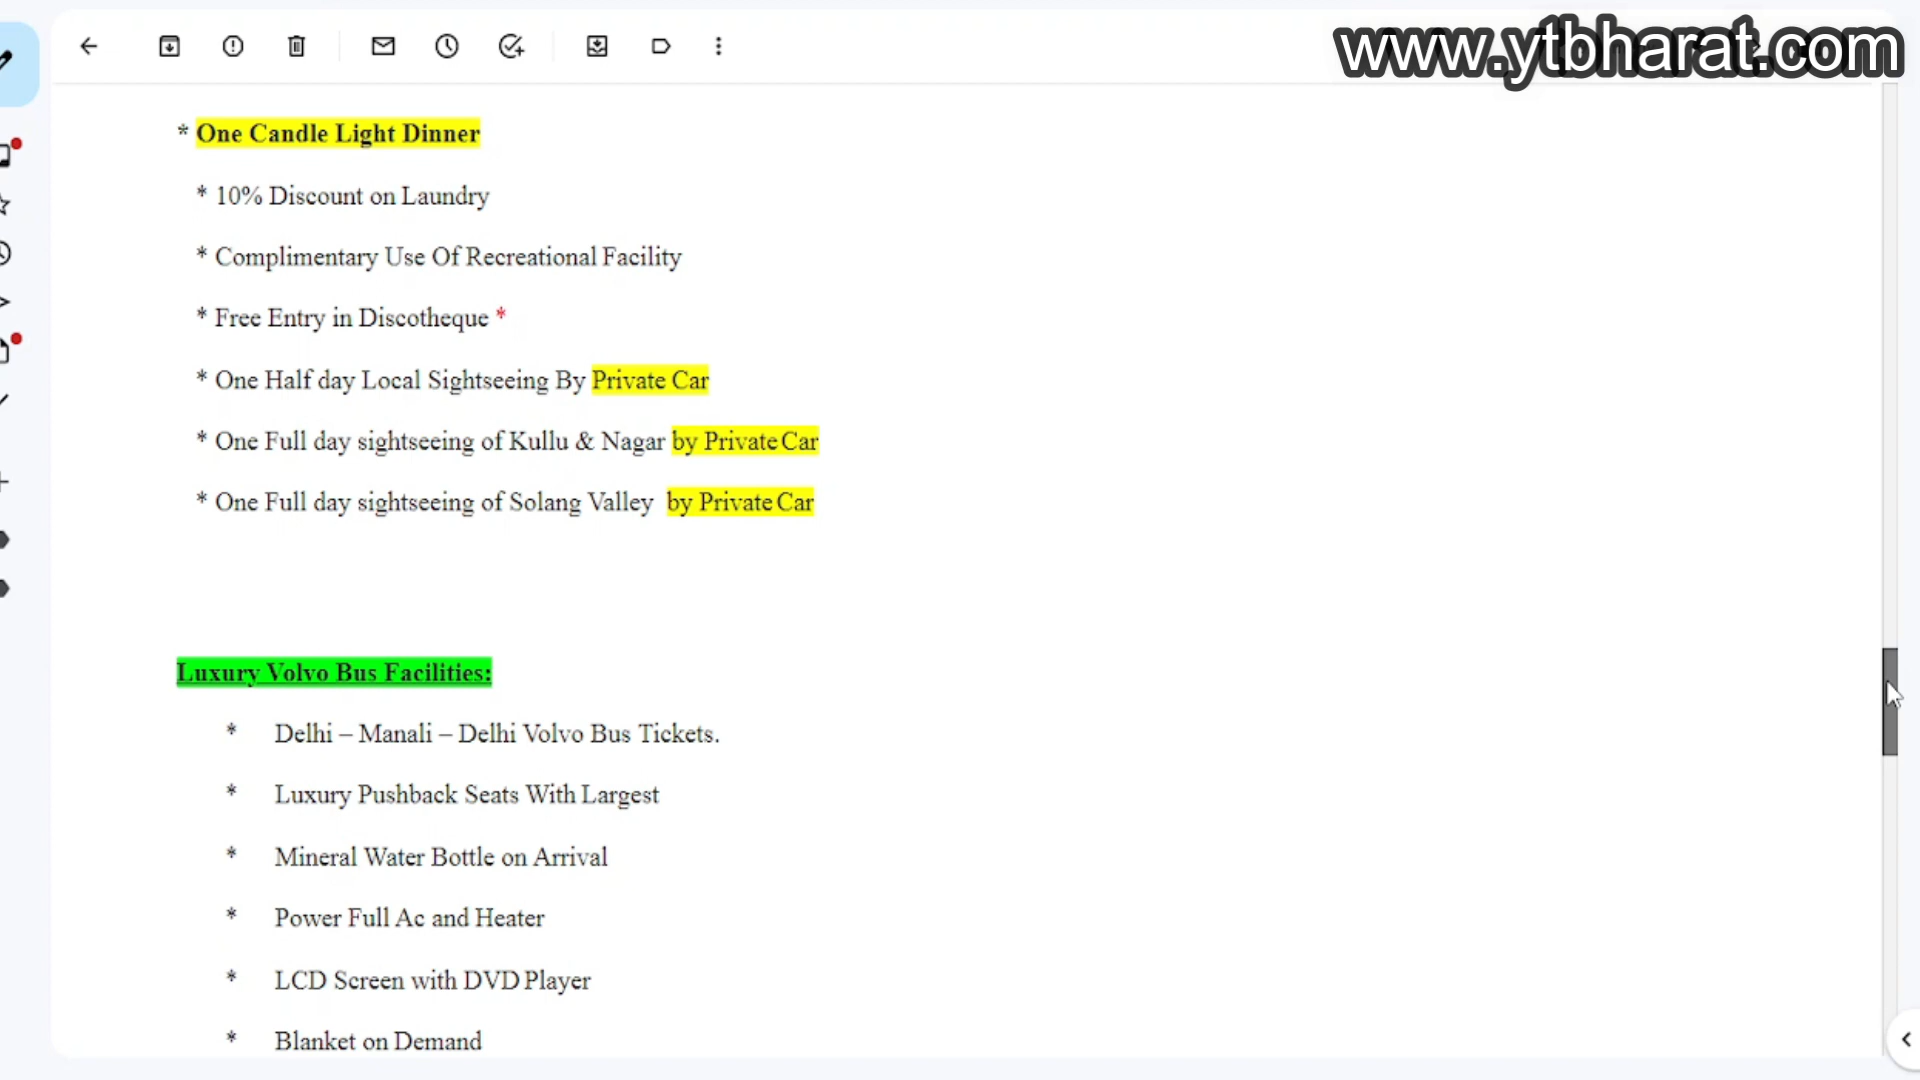 www.ytbharat.com
* One Candle Light Dinner
* 10% Discount on Laundry
* Complimentary Use Of Recreational Facility
* Free Entry in Discotheque *
* One Half day Local Sightseeing By Private Car
* One Full day sightseeing of Kullu & Nagar by Private Car
* One Full day sightseeing of Solang Valley by Private Car
Luxury Volvo Bus Facilities:
* Delhi – Manali – Delhi Volvo Bus Tickets.
* Luxury Pushback Seats With Largest
* Mineral Water Bottle on Arrival
* Power Full Ac and Heater
* LCD Screen with DVD Player
* Blanket on Demand